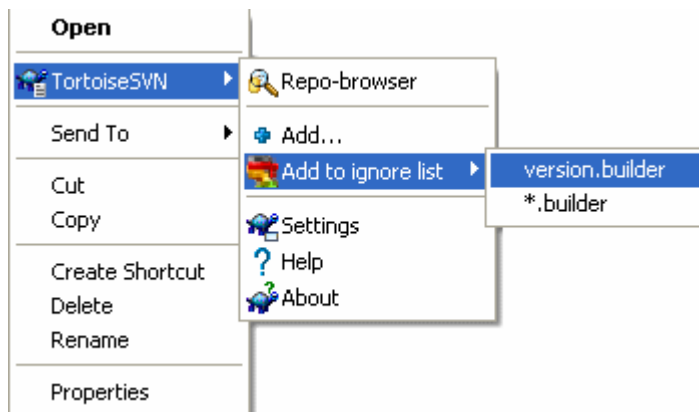 Open
TortoiseSVN
Send To
Cut
Copy
Create Shortcut
Delete
Rename
Properties
Repo-browser
Add...
Add to ignore list
Settings
Help
About
version.builder
*.builder